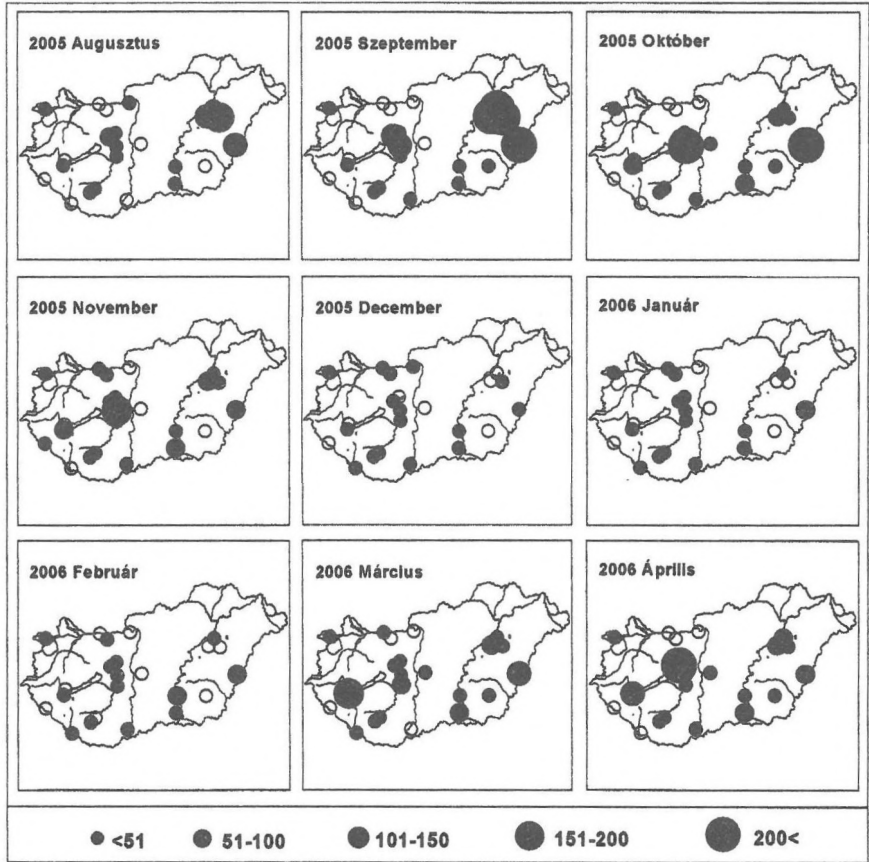 2005 Augusztus
2005 Szeptember
2005 Október
2005 November
2005 December
2006 Január
2006 Február
2006 Március
2006 Április
<51
51-100
101-150
151-200
200<